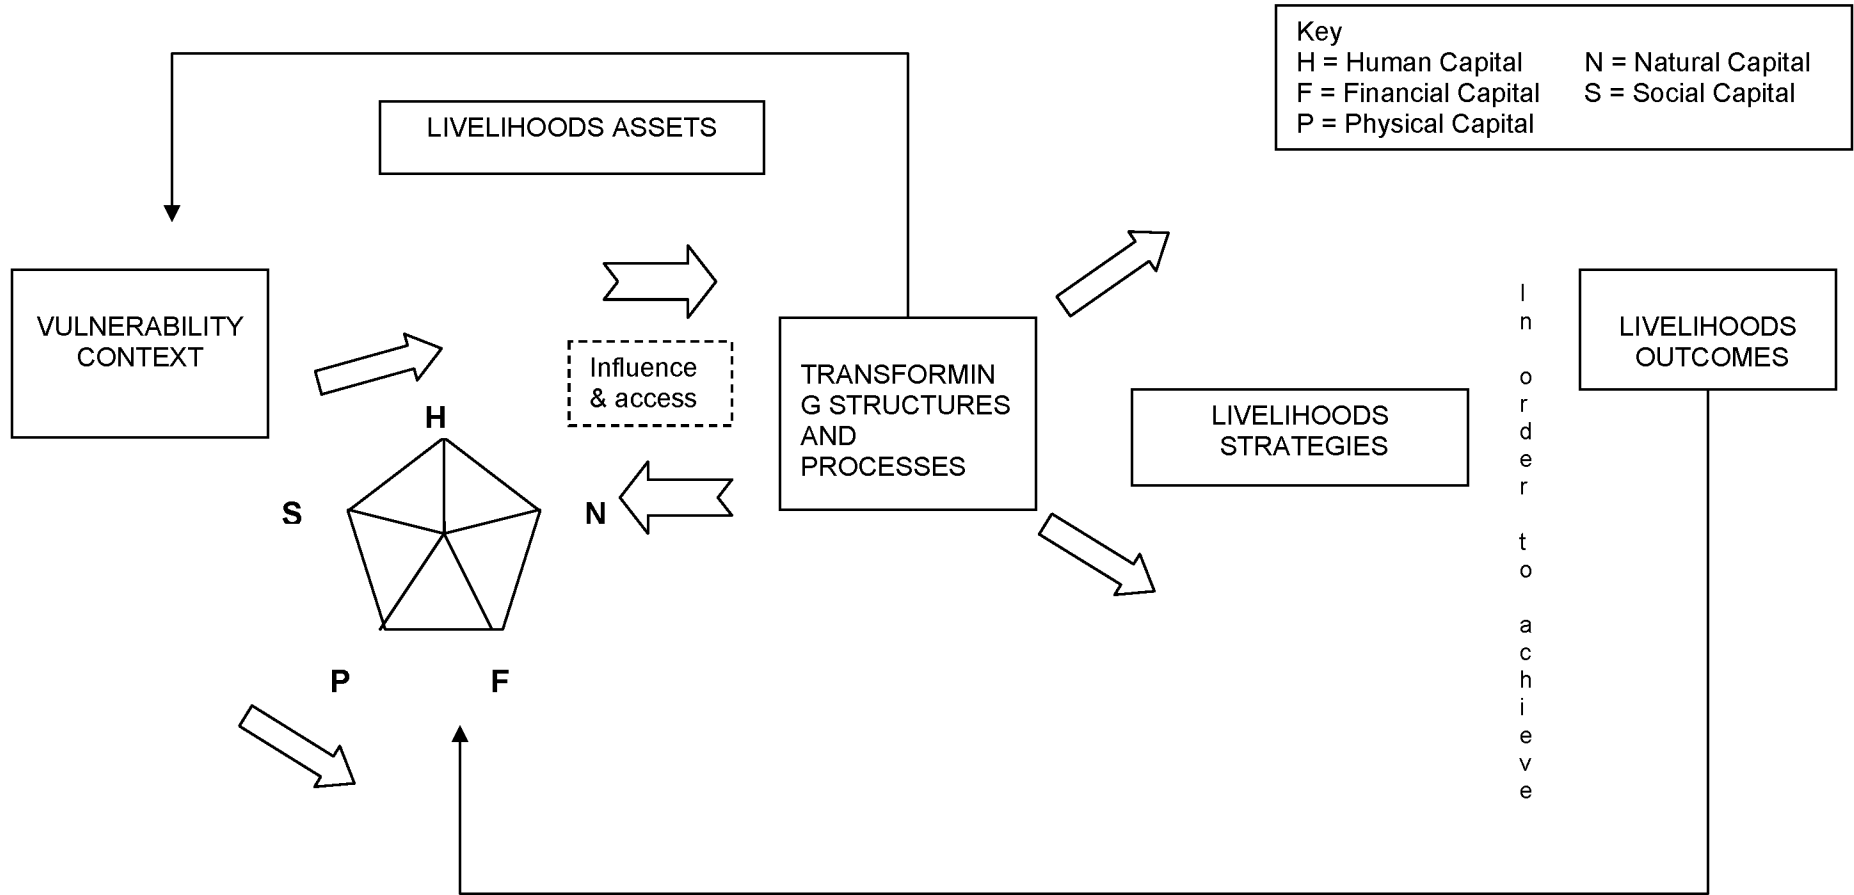 Key
H = Human Capital N = Natural Capital
F = Financial Capital S = Social Capital
P = Physical Capital
LIVELIHOODS ASSETS
VULNERABILITY
CONTEXT
Influence
& access
TRANSFORMIN
G STRUCTURES
AND
PROCESSES
LIVELIHOODS
STRATEGIES
In order to achieve
LIVELIHOODS
OUTCOMES
H
S
N
P
F